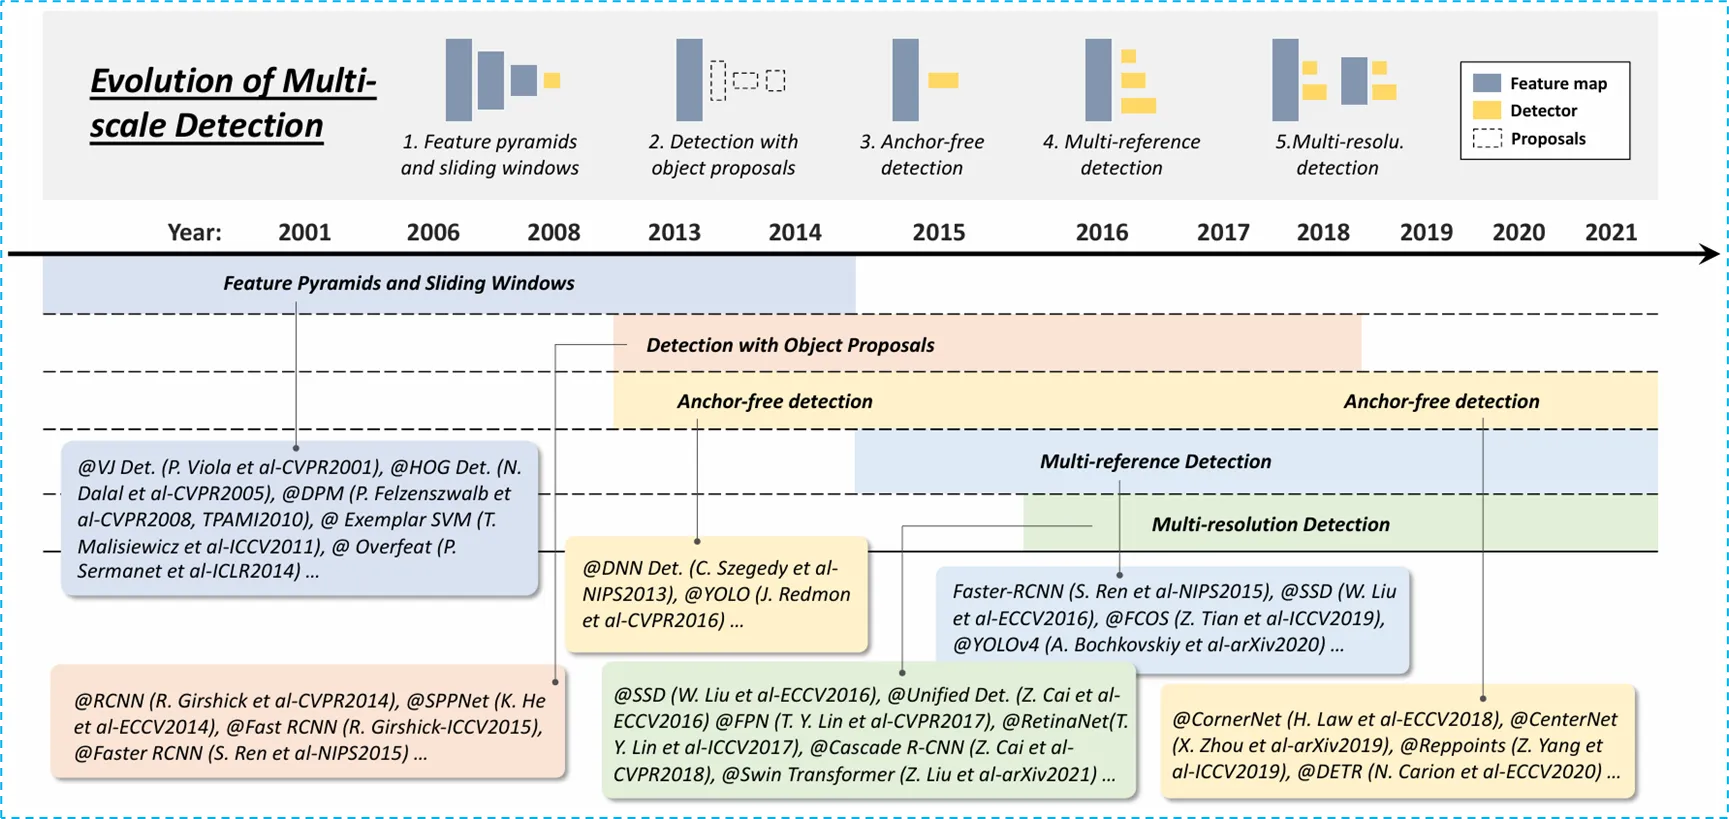 Evolution of Multi-
scale Detection
1. Feature pyramids
and sliding windows
2. Detection with
object proposals
3. Anchor-free
detection
4. Multi-reference
detection
5.Multi-resolu.
detection
Feature map
Detector
Proposals
Year: 2001 2006 2008 2013 2014 2015 2016 2017 2018 2019 2020 2021
Feature Pyramids and Sliding Windows
Detection with Object Proposals
Anchor-free detection
Anchor-free detection
Multi-reference Detection
Multi-resolution Detection
@VJ Det. (P. Viola et al-CVPR2001), @HOG Det. (N.
Dalal et al-CVPR2005), @DPM (P. Felzenszwalb et
al-CVPR2008, TPAMI2010), @ Exemplar SVM (T.
Malisiewicz et al-ICCV2011), @ Overfeat (P.
Sermanet et al-ICLR2014) ...
@DNN Det. (C. Szegedy et al-
NIPS2013), @YOLO (J. Redmon
et al-CVPR2016) ...
Faster-RCNN (S. Ren et al-NIPS2015), @SSD (W. Liu
et al-ECCV2016), @FCOS (Z. Tian et al-ICCV2019),
@YOLOv4 (A. Bochkovskiy et al-arXiv2020) ...
@RCNN (R. Girshick et al-CVPR2014), @SPPNet (K. He
et al-ECCV2014), @Fast RCNN (R. Girshick-ICCV2015),
@Faster RCNN (S. Ren et al-NIPS2015) ...
@SSD (W. Liu et al-ECCV2016), @Unified Det. (Z. Cai et al-
ECCV2016) @FPN (T. Y. Lin et al-CVPR2017), @RetinaNet(T.
Y. Lin et al-ICCV2017), @Cascade R-CNN (Z. Cai et al-
CVPR2018), @Swin Transformer (Z. Liu et al-arXiv2021) ...
@CornerNet (H. Law et al-ECCV2018), @CenterNet
(X. Zhou et al-arXiv2019), @Reppoints (Z. Yang et
al-ICCV2019), @DETR (N. Carion et al-ECCV2020) ...